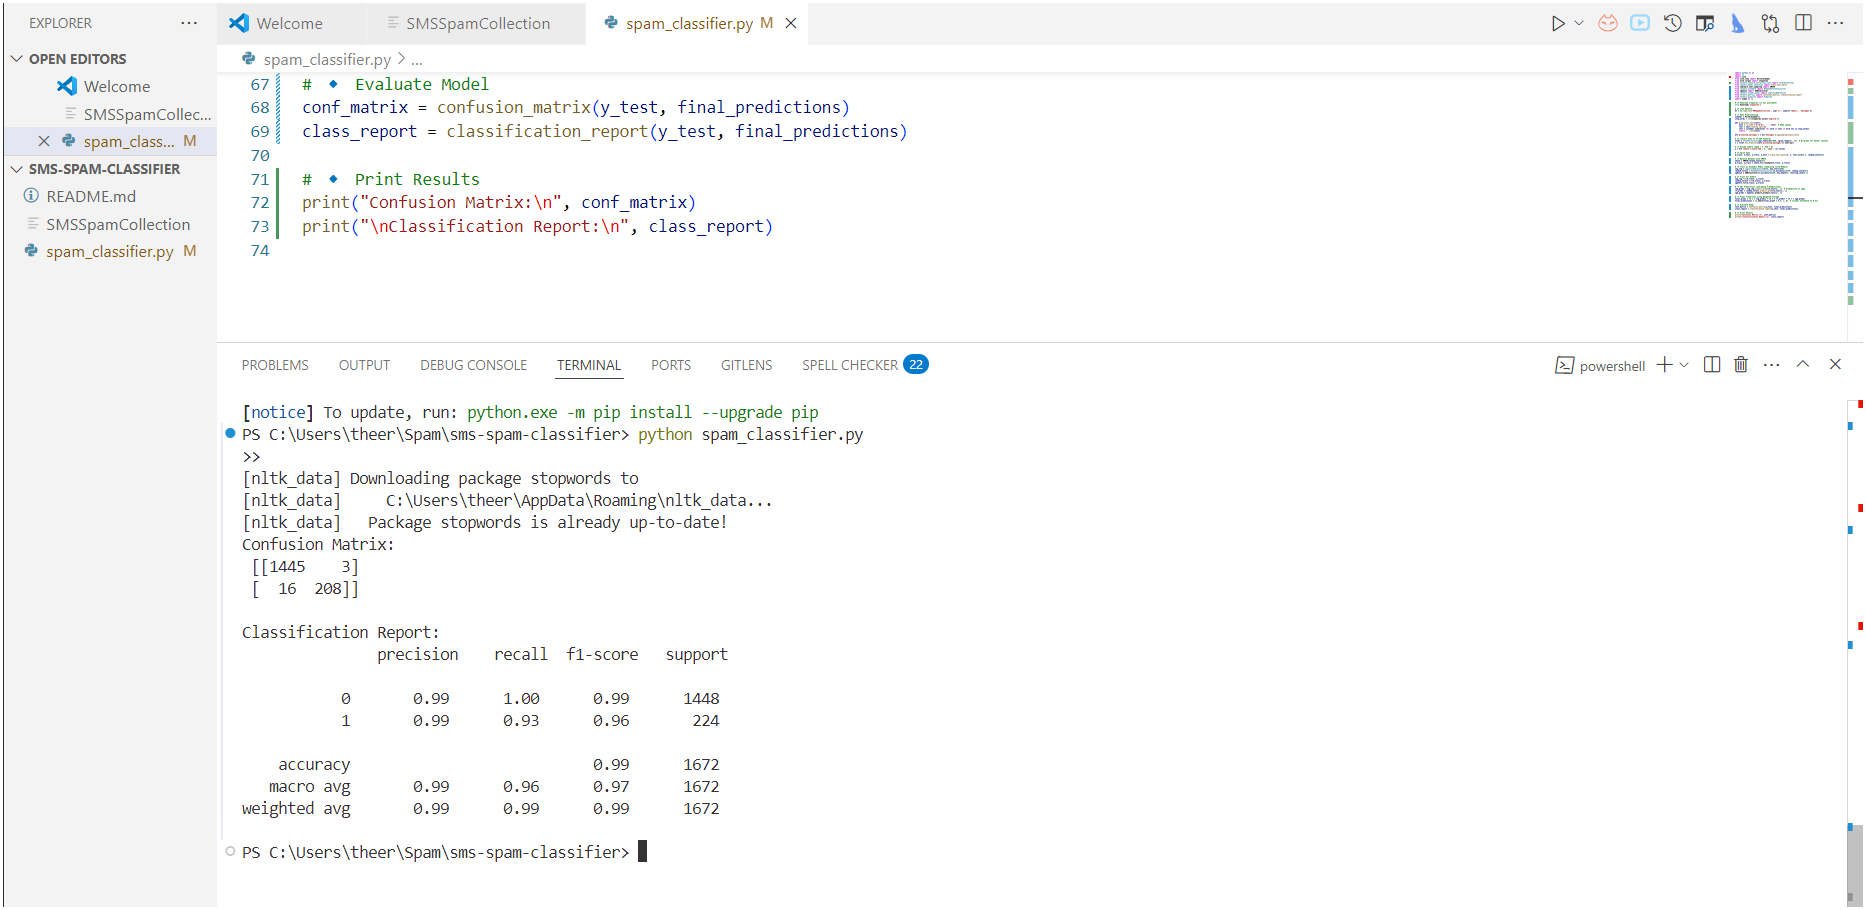 EXPLORER ...
OPEN EDITORS
Welcome
SMSSpamCollec...
spam_class... M
SMS-SPAM-CLASSIFIER
README.md
SMSSpamCollection
spam_classifier.py M
Welcome SMSSpamCollection spam_classifier.py M
spam_classifier.py > ...
67 # 🔹 Evaluate Model
68 conf_matrix = confusion_matrix(y_test, final_predictions)
69 class_report = classification_report(y_test, final_predictions)
70
71 # 🔹 Print Results
72 print("Confusion Matrix:\n", conf_matrix)
73 print("\nClassification Report:\n", class_report)
74
PROBLEMS OUTPUT DEBUG CONSOLE TERMINAL PORTS GITLENS SPELL CHECKER 22 powershell
[notice] To update, run: python.exe -m pip install --upgrade pip
PS C:\Users\theer\Spam\sms-spam-classifier> python spam_classifier.py
>>
[nltk_data] Downloading package stopwords to
[nltk_data]     C:\Users\theer\AppData\Roaming\nltk_data...
[nltk_data]   Package stopwords is already up-to-date!
Confusion Matrix:
[[1445    3]
[  16  208]]
Classification Report:
precision    recall  f1-score   support
0       0.99      1.00      0.99      1448
1       0.99      0.93      0.96       224
accuracy                           0.99      1672
macro avg       0.99      0.96      0.97      1672
weighted avg       0.99      0.99      0.99      1672
PS C:\Users\theer\Spam\sms-spam-classifier>